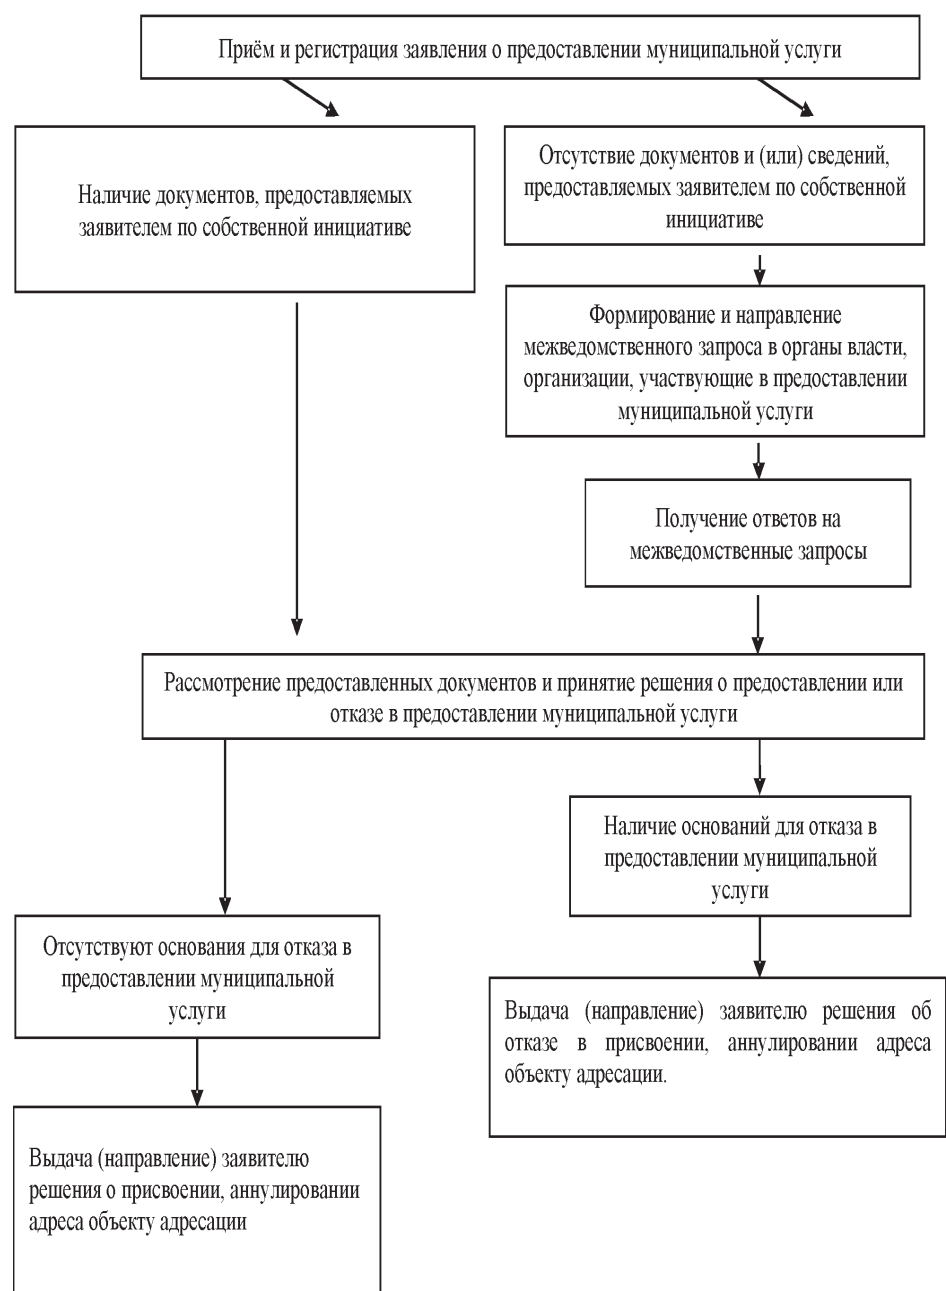 Приём и регистрация заявления о предоставлении муниципальной услуги
Наличие документов, предоставляемых
заявителем по собственной инициативе
Отсутствие документов и (или) сведений,
предоставляемых заявителем по собственной
инициативе
Формирование и направление
межведомственного запроса в органы власти,
организации, участвующие в предоставлении
муниципальной услуги
Получение ответов на
межведомственные запросы
Рассмотрение предоставленных документов и принятие решения о предоставлении или
отказе в предоставлении муниципальной услуги
Наличие оснований для отказа в
предоставлении муниципальной
услуги
Отсутствуют основания для отказа в
предоставлении муниципальной
услуги
Выдача (направление) заявителю решения об
отказе в присвоении, аннулировании адреса
объекту адресации.
Выдача (направление) заявителю
решения о присвоении, аннулировании
адреса объекту адресации